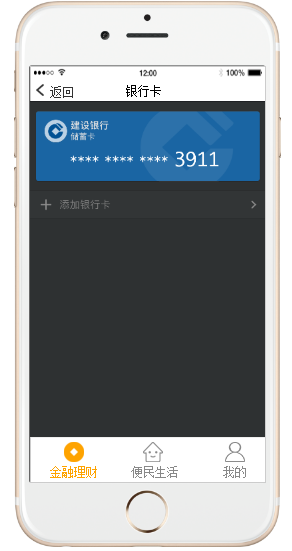 12:00
100%
返回
银行卡
建设银行
储蓄卡
**** **** **** 3911
添加银行卡
金融理财
便民生活
我的